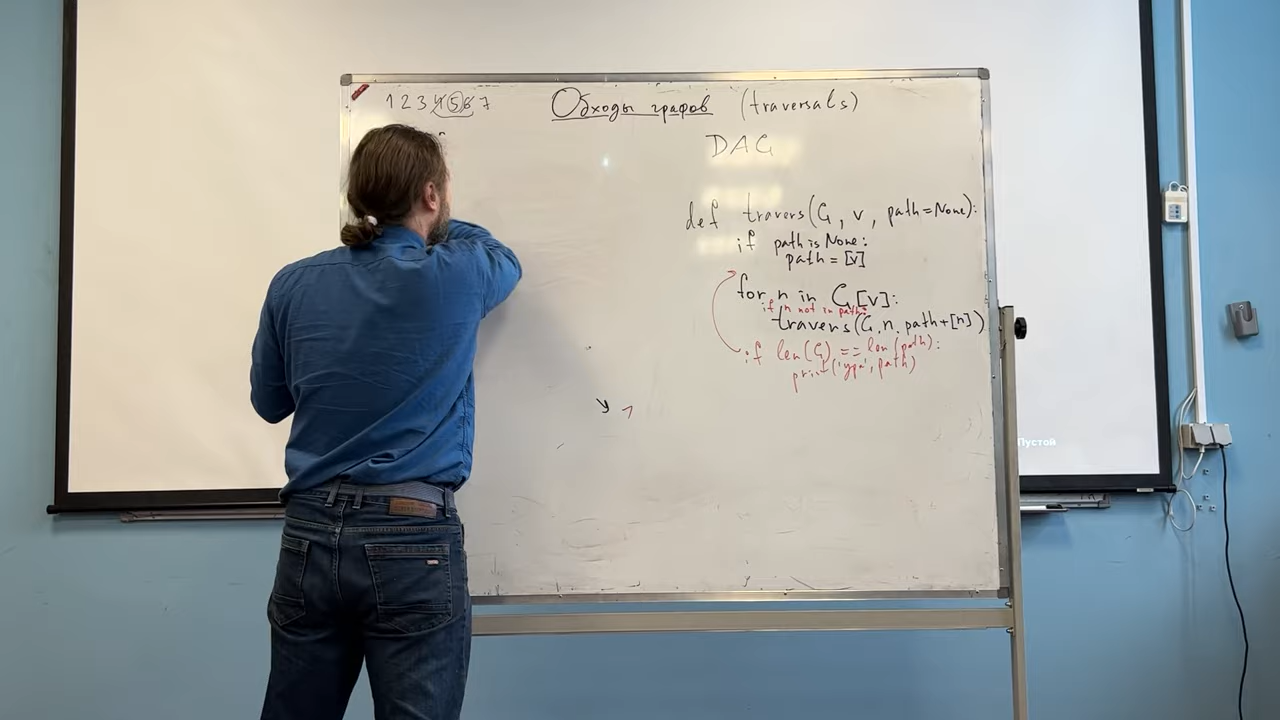 1 2 3 4 5 6 7
Обходы графов (traversals)
DAG
def travers(G, v, path=None):
if path is None:
path = [v]
for n in G[v]:
if n not in path:
travers(G, n, path+[n])
if len(G) == len(path):
print('ура', path)
Пустой